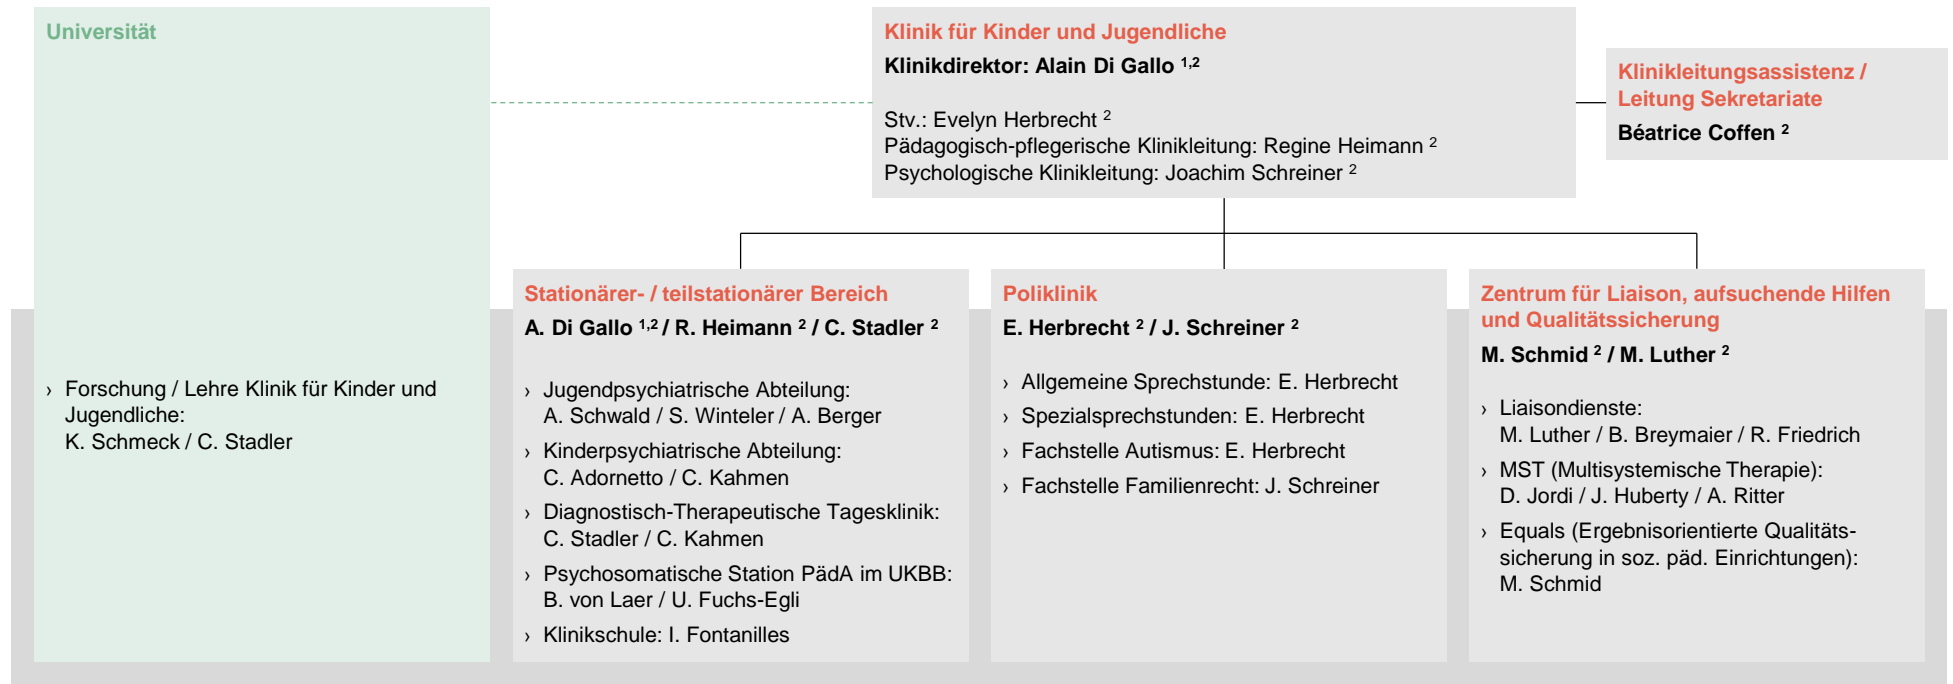 Universität
› Forschung / Lehre Klinik für Kinder und
Jugendliche:
K. Schmeck / C. Stadler
Klinik für Kinder und Jugendliche
Klinikdirektor: Alain Di Gallo 1,2
Stv.: Evelyn Herbrecht 2
Pädagogisch-pflegerische Klinikleitung: Regine Heimann 2
Psychologische Klinikleitung: Joachim Schreiner 2
Klinikleitungsassistenz /
Leitung Sekretariate
Béatrice Coffen 2
Stationärer- / teilstationärer Bereich
A. Di Gallo 1,2 / R. Heimann 2 / C. Stadler 2
› Jugendpsychiatrische Abteilung:
A. Schwald / S. Winteler / A. Berger
› Kinderpsychiatrische Abteilung:
C. Adornetto / C. Kahmen
› Diagnostisch-Therapeutische Tagesklinik:
C. Stadler / C. Kahmen
› Psychosomatische Station PädA im UKBB:
B. von Laer / U. Fuchs-Egli
› Klinikschule: I. Fontanilles
Poliklinik
E. Herbrecht 2 / J. Schreiner 2
› Allgemeine Sprechstunde: E. Herbrecht
› Spezialsprechstunden: E. Herbrecht
› Fachstelle Autismus: E. Herbrecht
› Fachstelle Familienrecht: J. Schreiner
Zentrum für Liaison, aufsuchende Hilfen
und Qualitätssicherung
M. Schmid 2 / M. Luther 2
› Liaisondienste:
M. Luther / B. Breymaier / R. Friedrich
› MST (Multisystemische Therapie):
D. Jordi / J. Huberty / A. Ritter
› Equals (Ergebnisorientierte Qualitäts-
sicherung in soz. päd. Einrichtungen):
M. Schmid